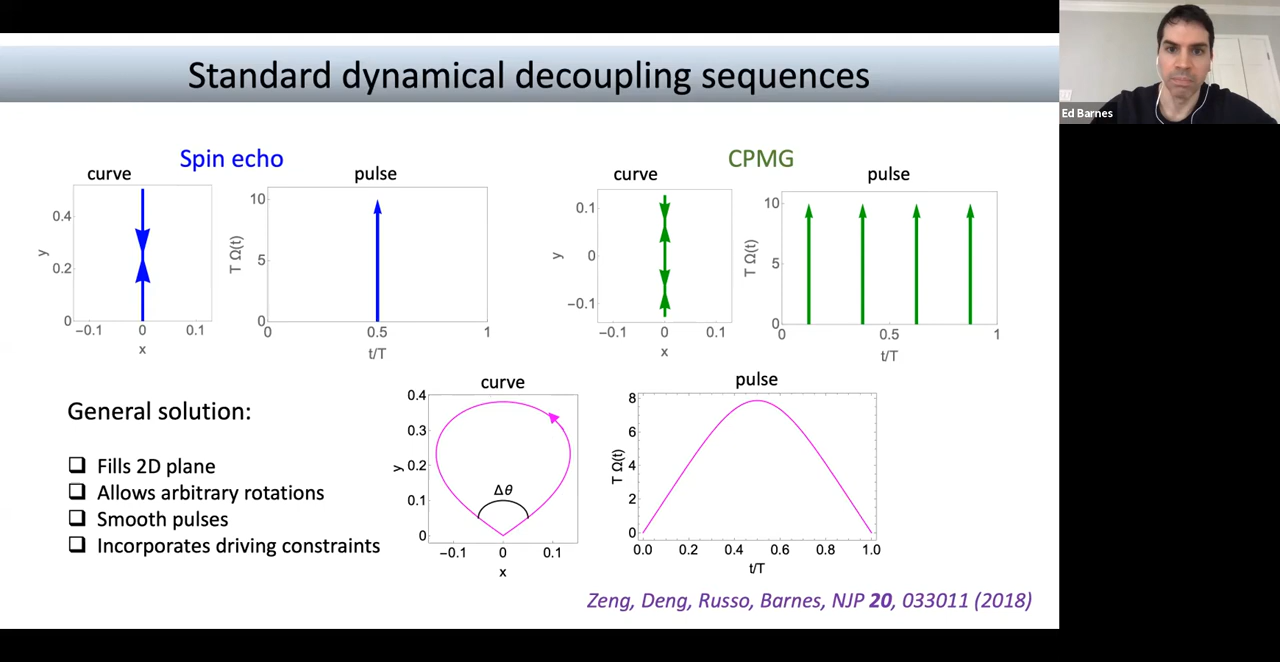 Standard dynamical decoupling sequences
Ed Barnes
Spin echo
curve
pulse
0.4
0.2
0
y
−0.1
0
0.1
x
10
5
0
T Ω(t)
0
0.5
1
t/T
CPMG
curve
pulse
0.1
0
−0.1
y
−0.1
0
0.1
x
10
5
0
T Ω(t)
0
0.5
1
t/T
General solution:
Fills 2D plane
Allows arbitrary rotations
Smooth pulses
Incorporates driving constraints
curve
0.4
0.3
0.2
0.1
0
y
Δθ
−0.1
0
0.1
x
pulse
8
6
4
2
0
T Ω(t)
0.0
0.2
0.4
0.6
0.8
1.0
t/T
Zeng, Deng, Russo, Barnes, NJP 20, 033011 (2018)